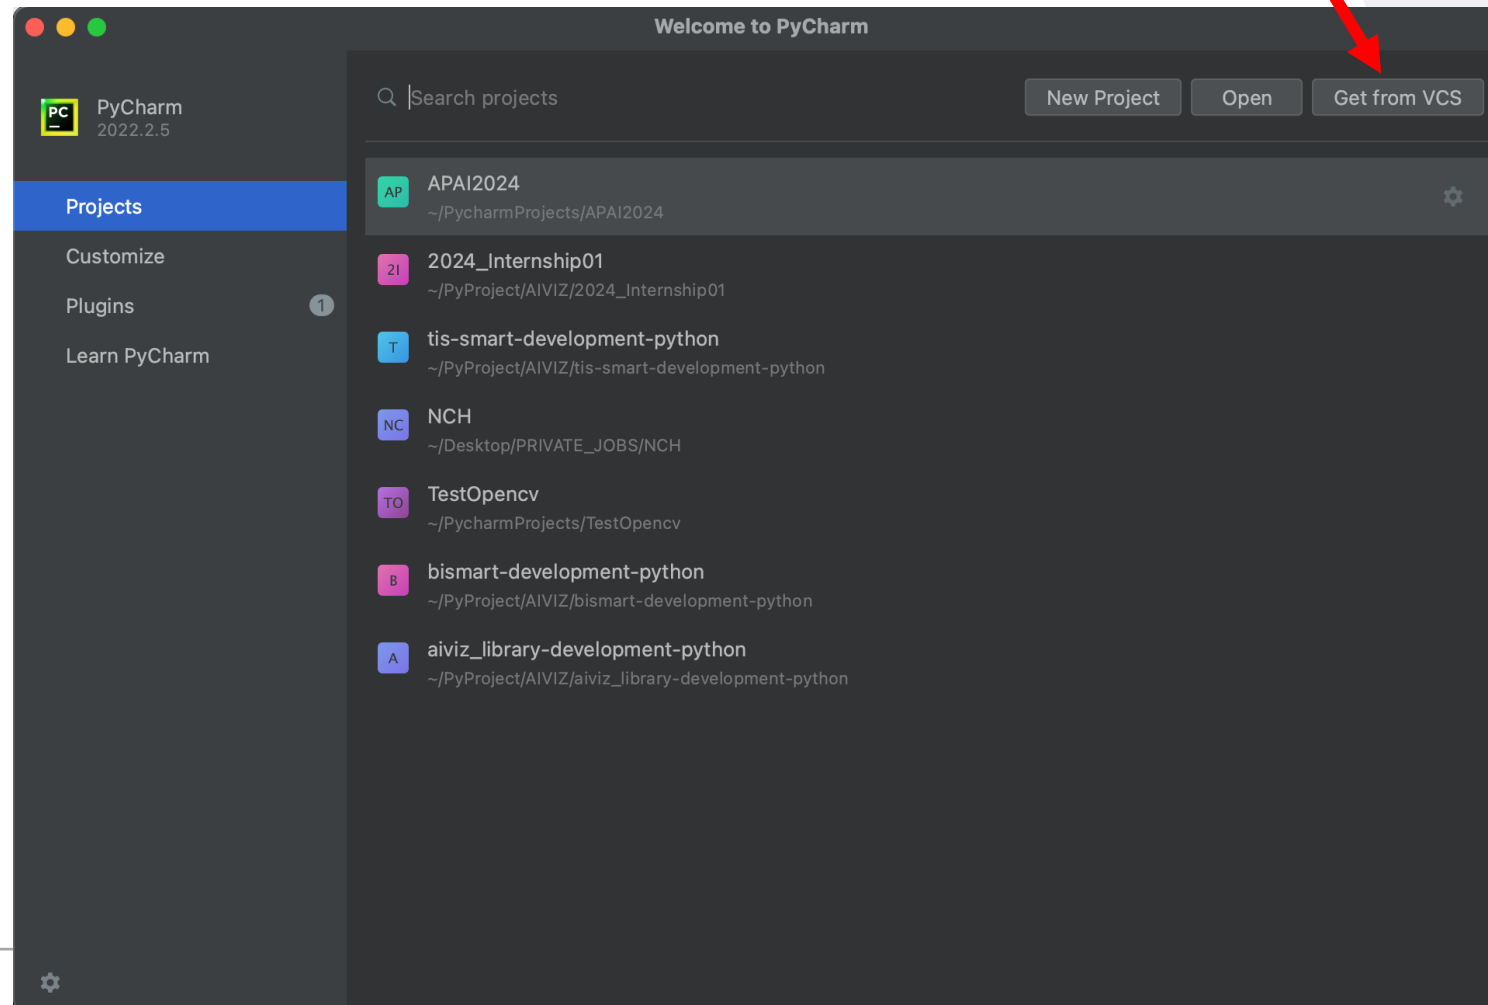 Welcome to PyCharm
PC
PyCharm
2022.2.5
Search projects
New Project
Open
Get from VCS
Projects
Customize
Plugins
1
Learn PyCharm
AP
APAI2024
~/PycharmProjects/APAI2024
2I
2024_Internship01
~/PyProject/AIVIZ/2024_Internship01
T
tis-smart-development-python
~/PyProject/AIVIZ/tis-smart-development-python
NC
NCH
~/Desktop/PRIVATE_JOBS/NCH
TO
TestOpencv
~/PycharmProjects/TestOpencv
B
bismart-development-python
~/PyProject/AIVIZ/bismart-development-python
A
aiviz_library-development-python
~/PyProject/AIVIZ/aiviz_library-development-python